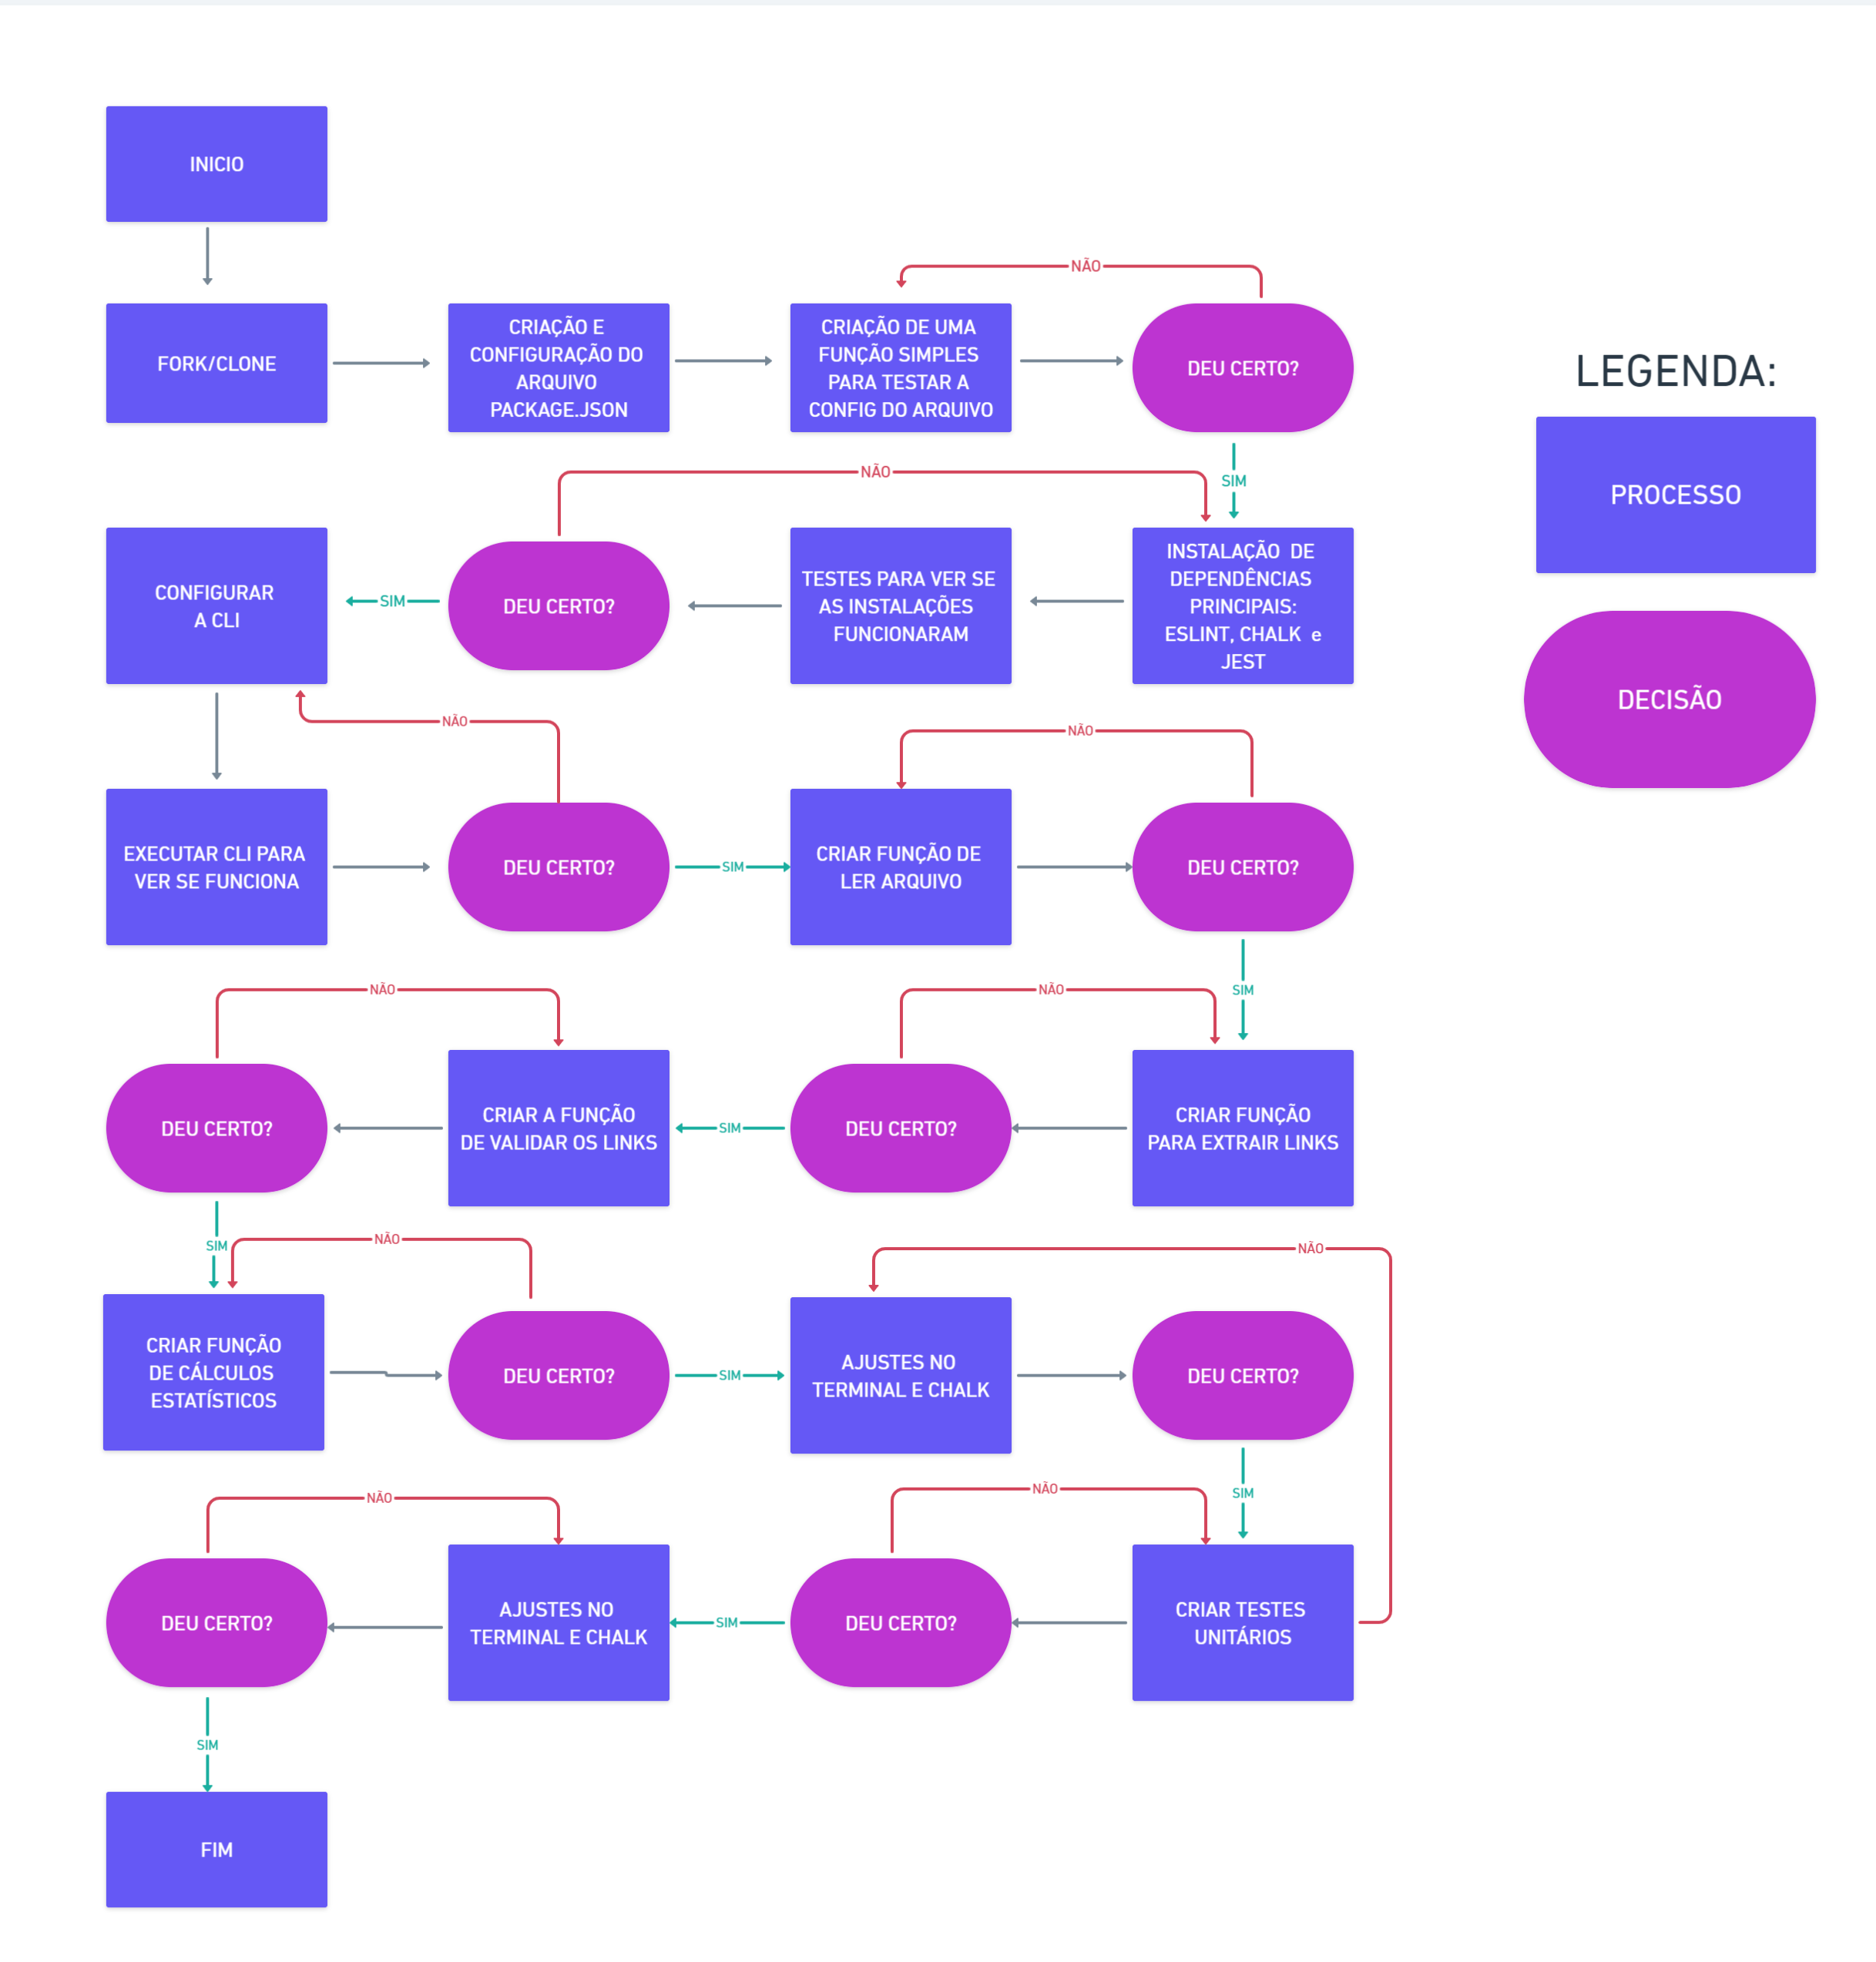 INICIO
NÃO
FORK/CLONE
CRIAÇÃO E
CONFIGURAÇÃO DO
ARQUIVO
PACKAGE.JSON
CRIAÇÃO DE UMA
FUNÇÃO SIMPLES
PARA TESTAR A
CONFIG DO ARQUIVO
DEU CERTO?
LEGENDA:
PROCESSO
DECISÃO
SIM
NÃO
INSTALAÇÃO DE
DEPENDÊNCIAS
PRINCIPAIS:
ESLINT, CHALK e
JEST
TESTES PARA VER SE
AS INSTALAÇÕES
FUNCIONARAM
DEU CERTO?
SIM
CONFIGURAR
A CLI
NÃO
EXECUTAR CLI PARA
VER SE FUNCIONA
DEU CERTO?
SIM
NÃO
CRIAR FUNÇÃO DE
LER ARQUIVO
DEU CERTO?
SIM
NÃO
CRIAR FUNÇÃO
PARA EXTRAIR LINKS
DEU CERTO?
SIM
NÃO
CRIAR A FUNÇÃO
DE VALIDAR OS LINKS
DEU CERTO?
SIM
NÃO
CRIAR FUNÇÃO
DE CÁLCULOS
ESTATÍSTICOS
DEU CERTO?
SIM
NÃO
AJUSTES NO
TERMINAL E CHALK
DEU CERTO?
SIM
NÃO
CRIAR TESTES
UNITÁRIOS
DEU CERTO?
SIM
NÃO
AJUSTES NO
TERMINAL E CHALK
DEU CERTO?
SIM
FIM